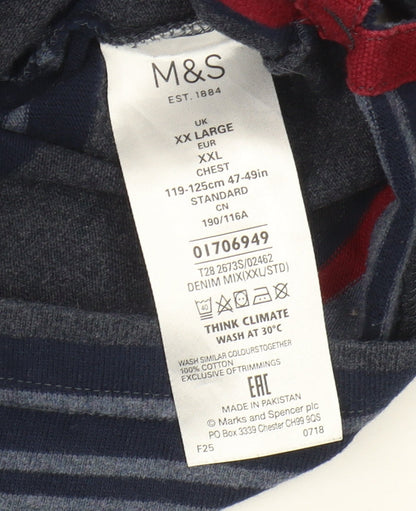 M&S
EST. 1884
UK
XX LARGE
EUR
XXL
CHEST
119-125cm 47-49in
STANDARD
CN
190/116A
01706949
T28 2673S/02462
DENIM MIX(XXL/STD)
40
THINK CLIMATE
WASH AT 30°C
WASH SIMILAR COLOURS TOGETHER
100% COTTON
EXCLUSIVE OF TRIMMINGS
EAC
MADE IN PAKISTAN
© Marks and Spencer plc
PO Box 3339 Chester CH99 9QS
F25 0718